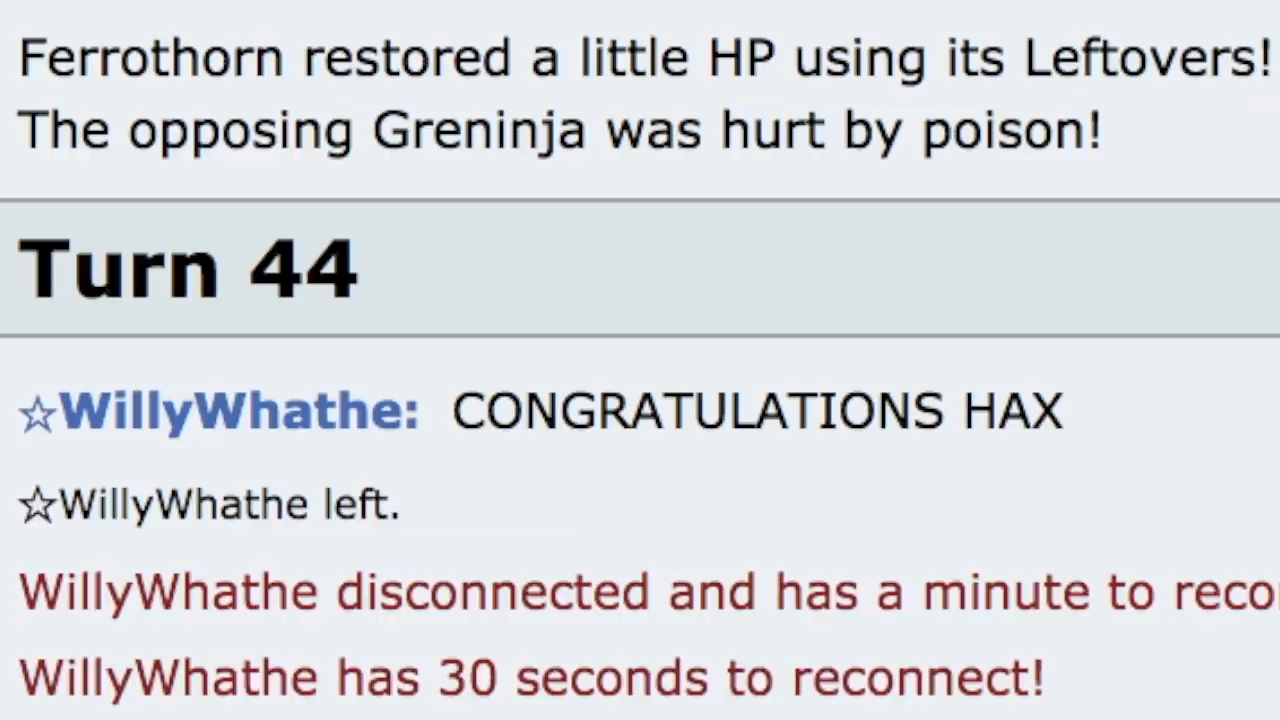 Ferrothorn restored a little HP using its Leftovers!
The opposing Greninja was hurt by poison!
Turn 44
☆WillyWhathe: CONGRATULATIONS HAX
☆WillyWhathe left.
WillyWhathe disconnected and has a minute to reco
WillyWhathe has 30 seconds to reconnect!